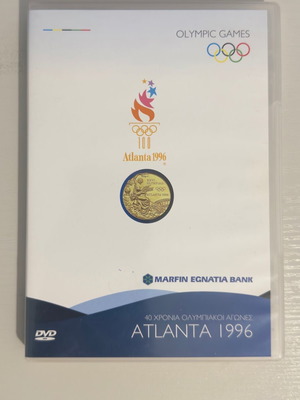 OLYMPIC GAMES
100
Atlanta 1996
MARFIN EGNATIA BANK
40 ΧΡΟΝΙΑ ΟΛΥΜΠΙΑΚΟΙ ΑΓΩΝΕΣ
ATLANTA 1996
DVD